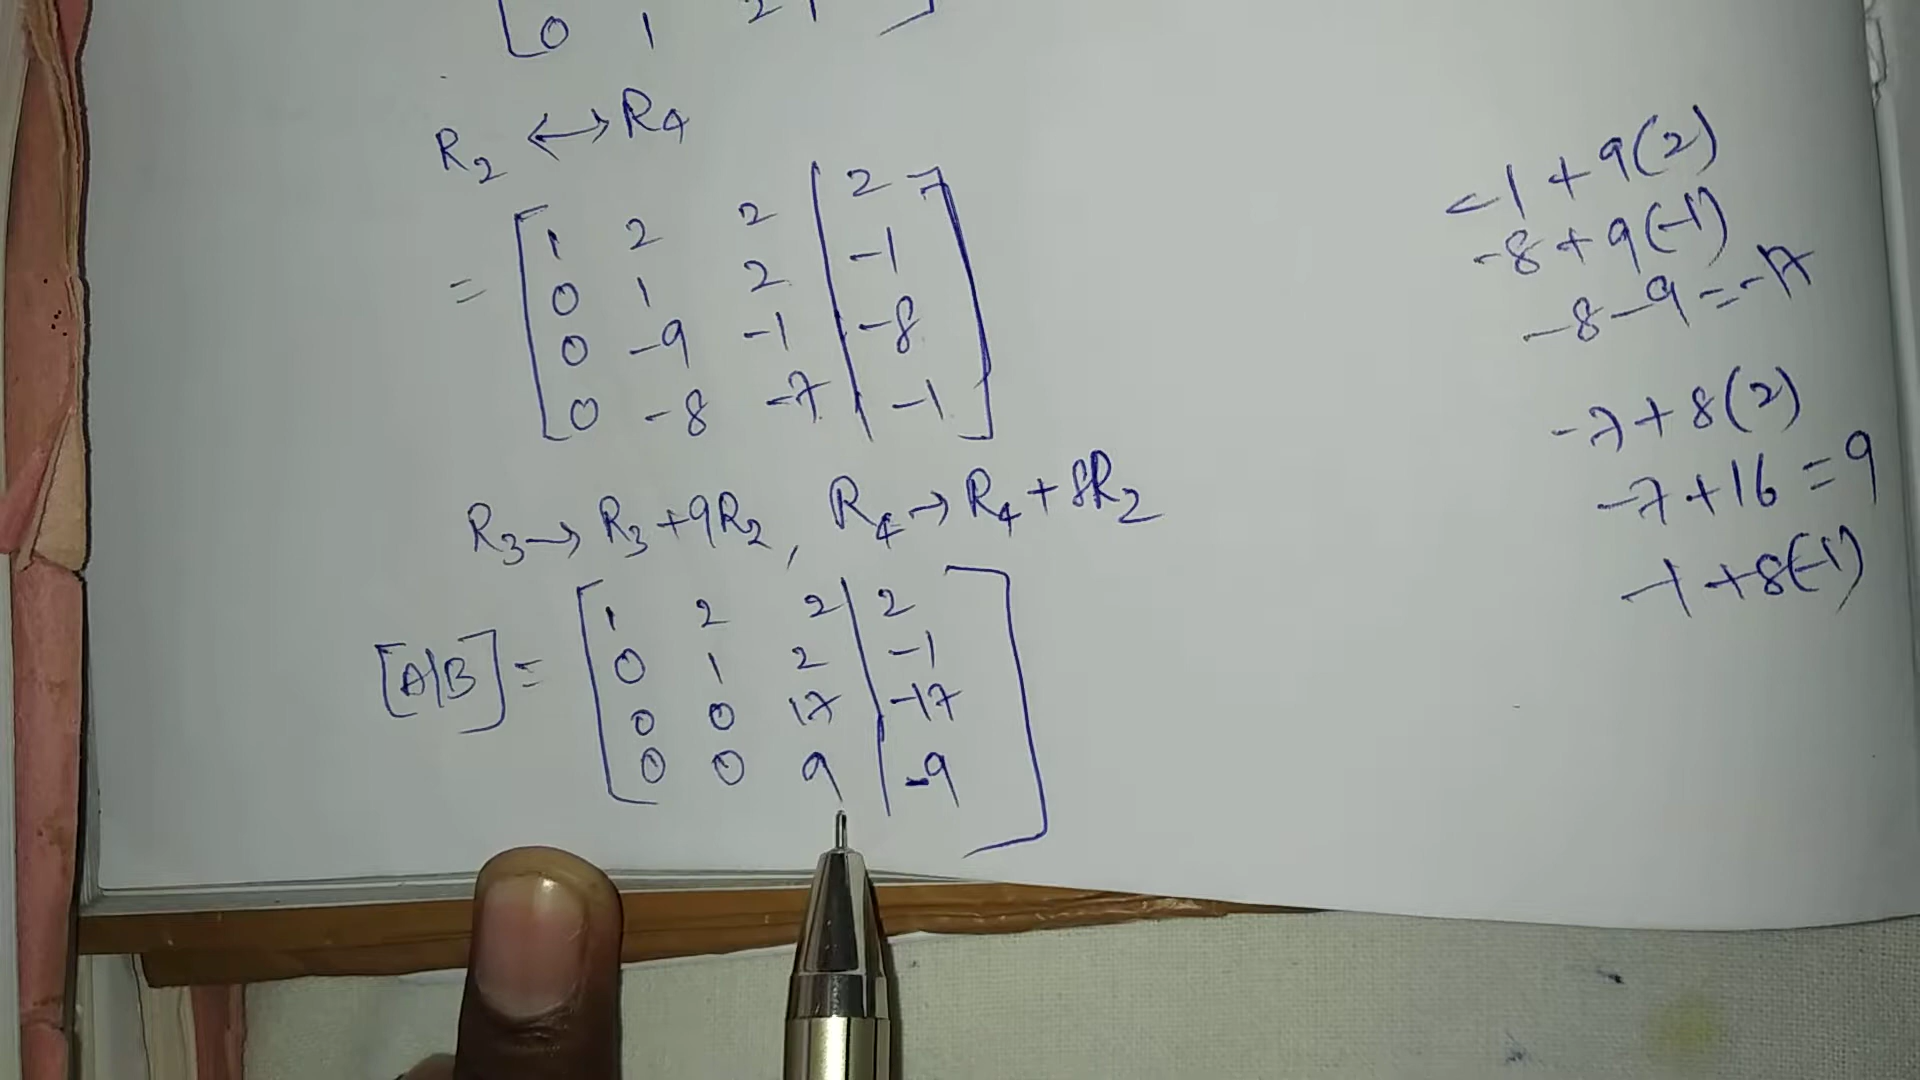 0 1 2
R2 ↔ R4
= [ 1 2 2 | 2
0 1 2 | -1
0 -9 -1 | -8
0 -8 -7 | -1 ]
R3 → R3 + 9R2, R4 → R4 + 8R2
[A|B] = [ 1 2 2 | 2
0 1 2 | -1
0 0 17 | -17
0 0 9 | -9 ]
-1 + 9(2)
-8 + 9(-1)
-8 - 9 = -17
-7 + 8(2)
-7 + 16 = 9
-1 + 8(-1)